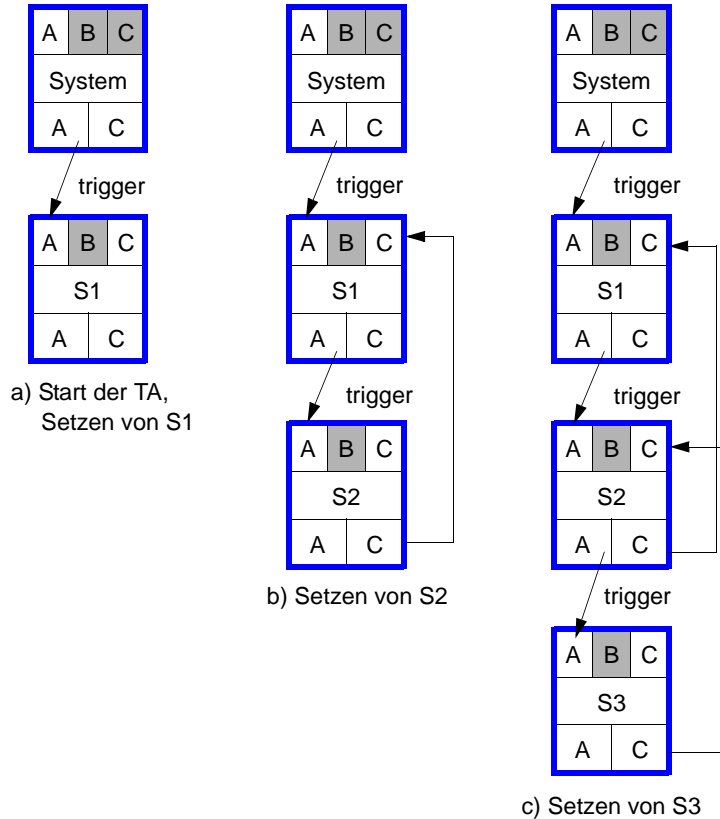 A B C
System
A C
trigger
A B C
S1
A C
a) Start der TA,
Setzen von S1
A B C
System
A C
trigger
A B C
S1
A C
trigger
A B C
S2
A C
b) Setzen von S2
A B C
System
A C
trigger
A B C
S1
A C
trigger
A B C
S2
A C
trigger
A B C
S3
A C
c) Setzen von S3